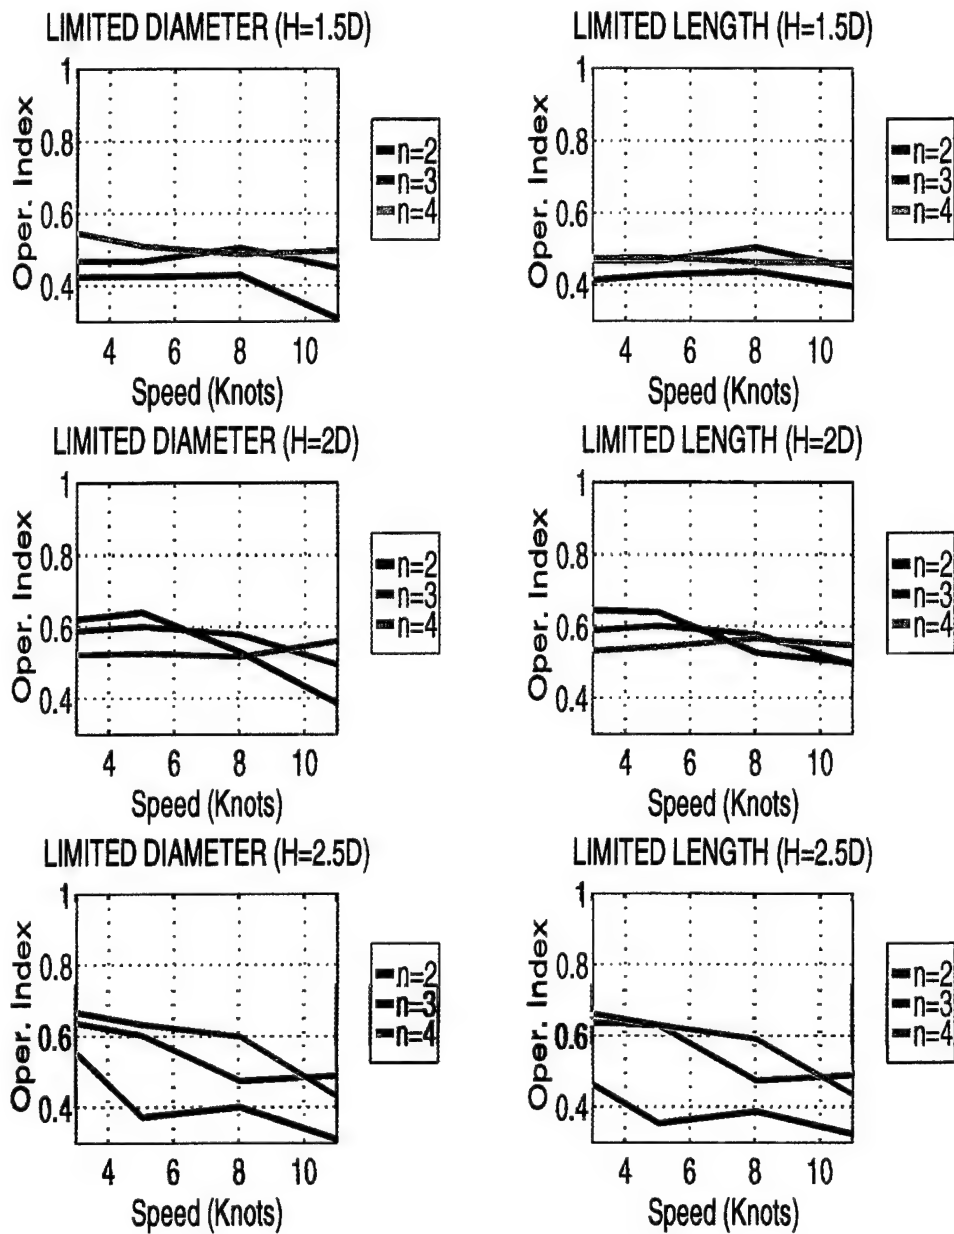 LIMITED DIAMETER (H=1.5D)
1
0.8
0.6
0.4
Oper. Index
4 6 8 10
Speed (Knots)
n=2
n=3
n=4
LIMITED LENGTH (H=1.5D)
1
0.8
0.6
0.4
Oper. Index
4 6 8 10
Speed (Knots)
n=2
n=3
n=4
LIMITED DIAMETER (H=2D)
1
0.8
0.6
0.4
Oper. Index
4 6 8 10
Speed (Knots)
n=2
n=3
n=4
LIMITED LENGTH (H=2D)
1
0.8
0.6
0.4
Oper. Index
4 6 8 10
Speed (Knots)
n=2
n=3
n=4
LIMITED DIAMETER (H=2.5D)
1
0.8
0.6
0.4
Oper. Index
4 6 8 10
Speed (Knots)
n=2
n=3
n=4
LIMITED LENGTH (H=2.5D)
1
0.8
0.6
0.4
Oper. Index
4 6 8 10
Speed (Knots)
n=2
n=3
n=4